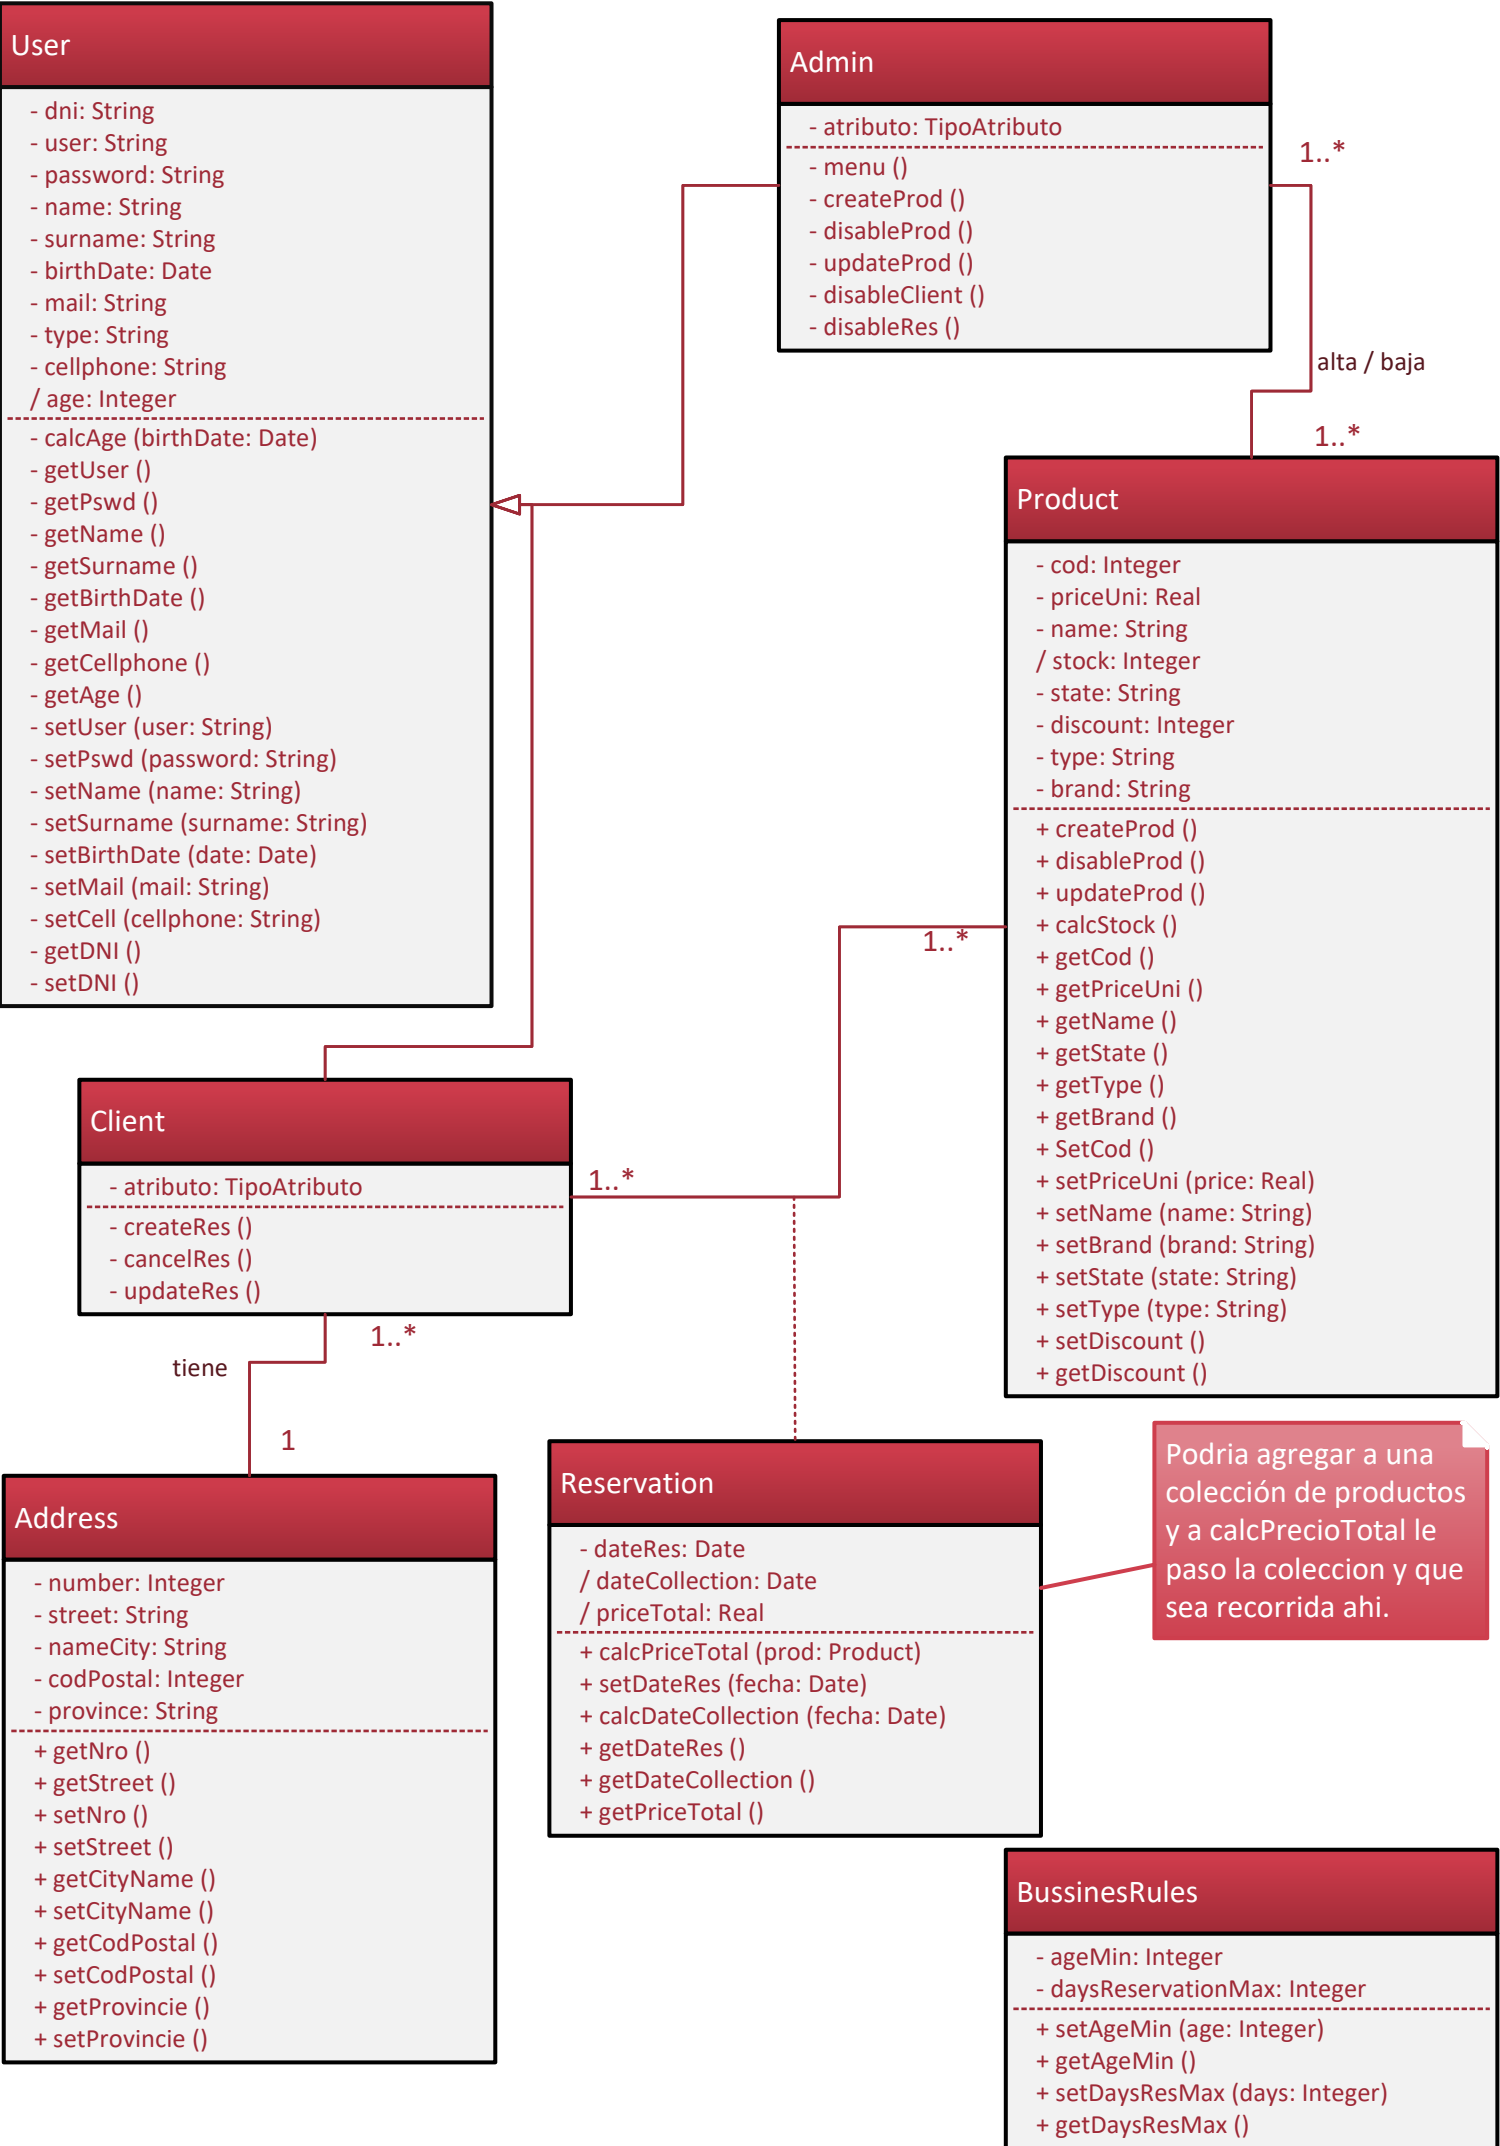 User
- dni: String
- user: String
- password: String
- name: String
- surname: String
- birthDate: Date
- mail: String
- type: String
- cellphone: String
/ age: Integer
- calcAge (birthDate: Date)
- getUser ()
- getPswd ()
- getName ()
- getSurname ()
- getBirthDate ()
- getMail ()
- getCellphone ()
- getAge ()
- setUser (user: String)
- setPswd (password: String)
- setName (name: String)
- setSurname (surname: String)
- setBirthDate (date: Date)
- setMail (mail: String)
- setCell (cellphone: String)
- getDNI ()
- setDNI ()
Admin
- atributo: TipoAtributo
- menu ()
- createProd ()
- disableProd ()
- updateProd ()
- disableClient ()
- disableRes ()
1..*
alta / baja
1..*
Product
- cod: Integer
- priceUni: Real
- name: String
/ stock: Integer
- state: String
- discount: Integer
- type: String
- brand: String
+ createProd ()
+ disableProd ()
+ updateProd ()
+ calcStock ()
+ getCod ()
+ getPriceUni ()
+ getName ()
+ getState ()
+ getType ()
+ getBrand ()
+ SetCod ()
+ setPriceUni (price: Real)
+ setName (name: String)
+ setBrand (brand: String)
+ setState (state: String)
+ setType (type: String)
+ setDiscount ()
+ getDiscount ()
1..*
Client
- atributo: TipoAtributo
- createRes ()
- cancelRes ()
- updateRes ()
1..*
1..*
tiene
1
Address
- number: Integer
- street: String
- nameCity: String
- codPostal: Integer
- province: String
+ getNro ()
+ getStreet ()
+ setNro ()
+ setStreet ()
+ getCityName ()
+ setCityName ()
+ getCodPostal ()
+ setCodPostal ()
+ getProvincie ()
+ setProvincie ()
Reservation
- dateRes: Date
/ dateCollection: Date
/ priceTotal: Real
+ calcPriceTotal (prod: Product)
+ setDateRes (fecha: Date)
+ calcDateCollection (fecha: Date)
+ getDateRes ()
+ getDateCollection ()
+ getPriceTotal ()
Podria agregar a una
colección de productos
y a calcPrecioTotal le
paso la coleccion y que
sea recorrida ahi.
BussinesRules
- ageMin: Integer
- daysReservationMax: Integer
+ setAgeMin (age: Integer)
+ getAgeMin ()
+ setDaysResMax (days: Integer)
+ getDaysResMax ()